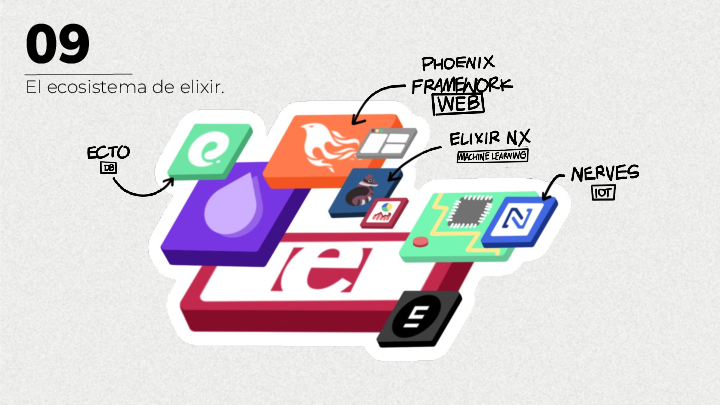 09
El ecosistema de elixir.
PHOENIX
FRAMEWORK
WEB
ELIXIR NX
MACHINE LEARNING
ECTO
DB
NERVES
IOT
e
e